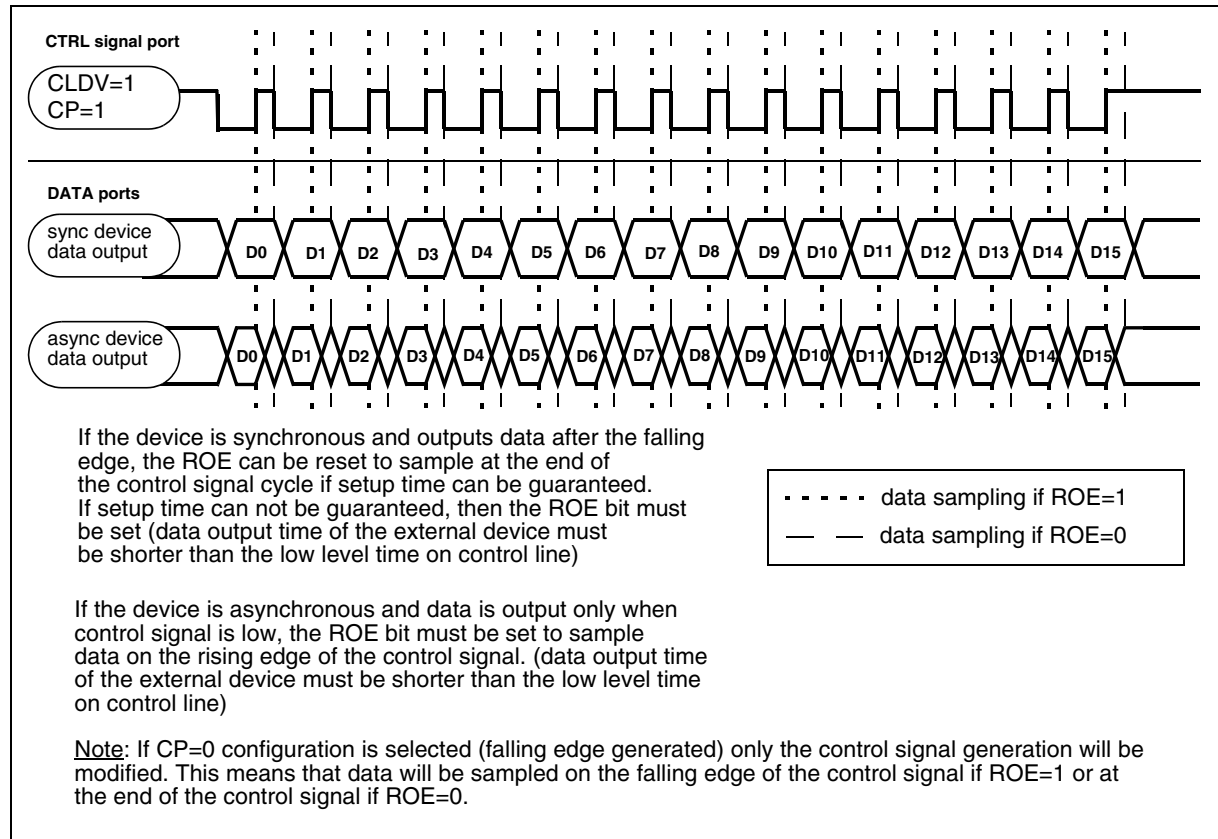 CTRL signal port
CLDV=1
CP=1
DATA ports
sync device
data output
D0 D1 D2 D3 D4 D5 D6 D7 D8 D9 D10 D11 D12 D13 D14 D15
async device
data output
D0 D1 D2 D3 D4 D5 D6 D7 D8 D9 D10 D11 D12 D13 D14 D15
If the device is synchronous and outputs data after the falling
edge, the ROE can be reset to sample at the end of
the control signal cycle if setup time can be guaranteed.
If setup time can not be guaranteed, then the ROE bit must
be set (data output time of the external device must
be shorter than the low level time on control line)
data sampling if ROE=1
data sampling if ROE=0
If the device is asynchronous and data is output only when
control signal is low, the ROE bit must be set to sample
data on the rising edge of the control signal. (data output time
of the external device must be shorter than the low level time
on control line)
Note: If CP=0 configuration is selected (falling edge generated) only the control signal generation will be
modified. This means that data will be sampled on the falling edge of the control signal if ROE=1 or at
the end of the control signal if ROE=0.